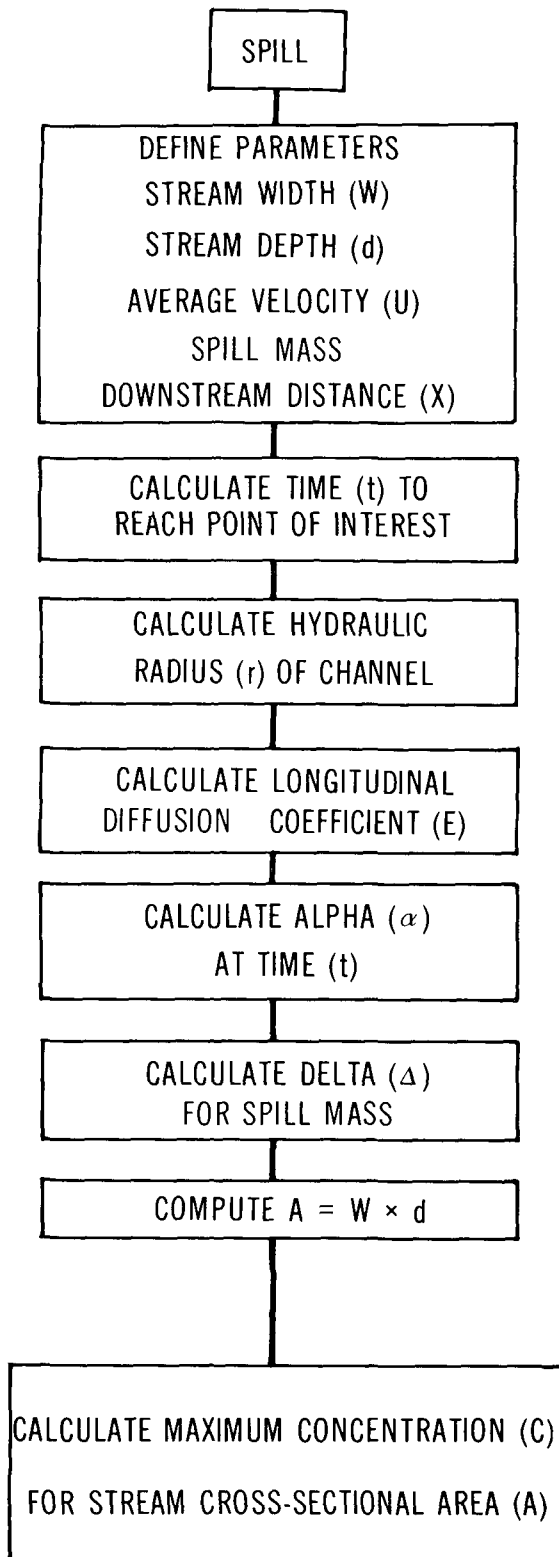 SPILL
DEFINE PARAMETERS
STREAM WIDTH (W)
STREAM DEPTH (d)
AVERAGE VELOCITY (U)
SPILL MASS
DOWNSTREAM DISTANCE (X)
CALCULATE TIME (t) TO
REACH POINT OF INTEREST
CALCULATE HYDRAULIC
RADIUS (r) OF CHANNEL
CALCULATE LONGITUDINAL
DIFFUSION COEFFICIENT (E)
CALCULATE ALPHA (α)
AT TIME (t)
CALCULATE DELTA (Δ)
FOR SPILL MASS
COMPUTE A = W × d
CALCULATE MAXIMUM CONCENTRATION (C)
FOR STREAM CROSS-SECTIONAL AREA (A)